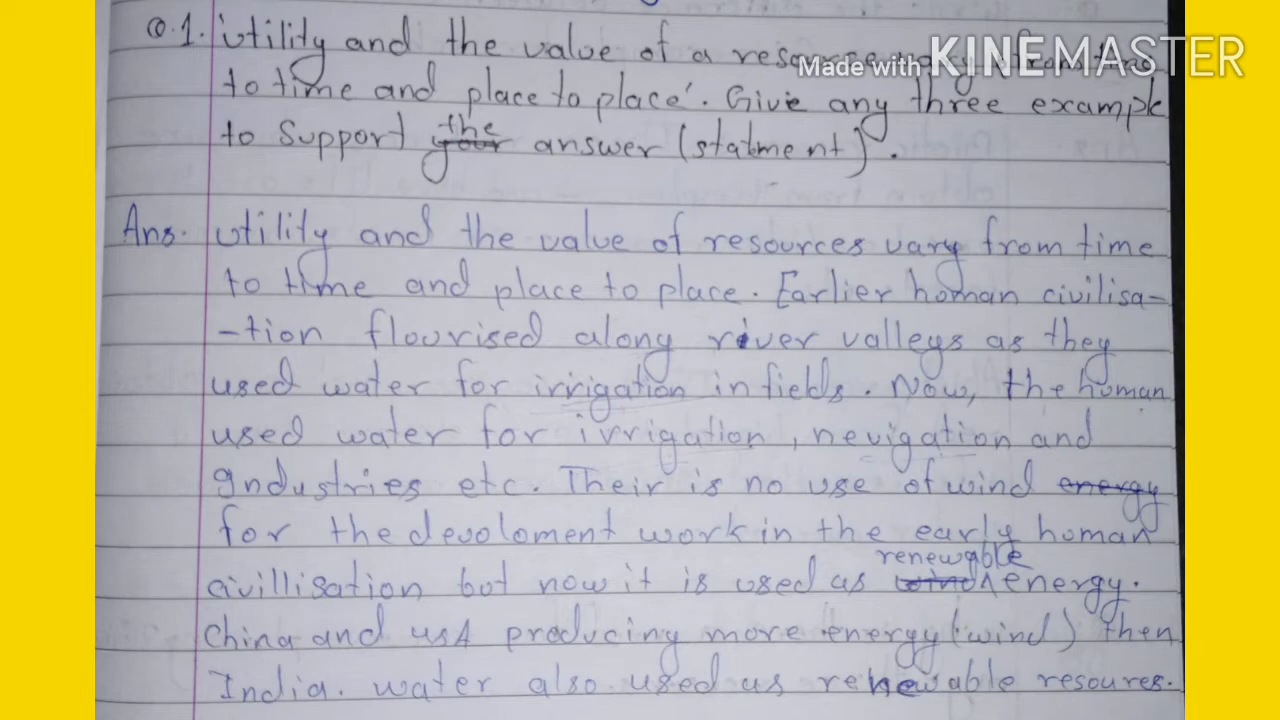 Q.1. 'Utility and the value of a
Made with KINEMASTER
to time and place to place'. Give any three example
to support your the answer (statment).
Ans. Utility and the value of resources vary from time
to time and place to place. Earlier human civilisa-
-tion flourised along river valleys as they
used water for irrigation in fields. Now, the human
used water for irrigation, nevigation and
Industries etc. Their is no use of wind energy
for the devoloment work in the early human
renewable
civillisation but now it is used as wind energy.
China and USA producing more energy (wind) then
India. water also used as renewable resoures.